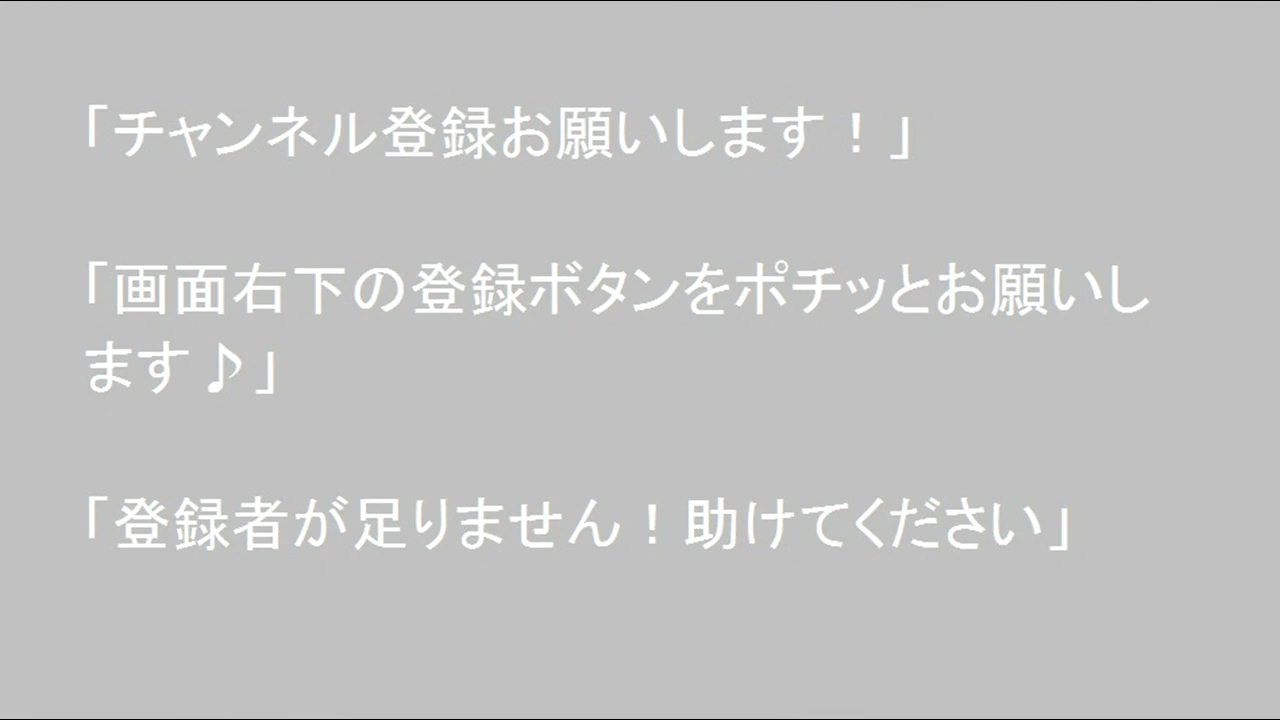 「チャンネル登録お願いします！」
「画面右下の登録ボタンをポチッとお願いし
ます♪」
「登録者が足りません！助けてください」